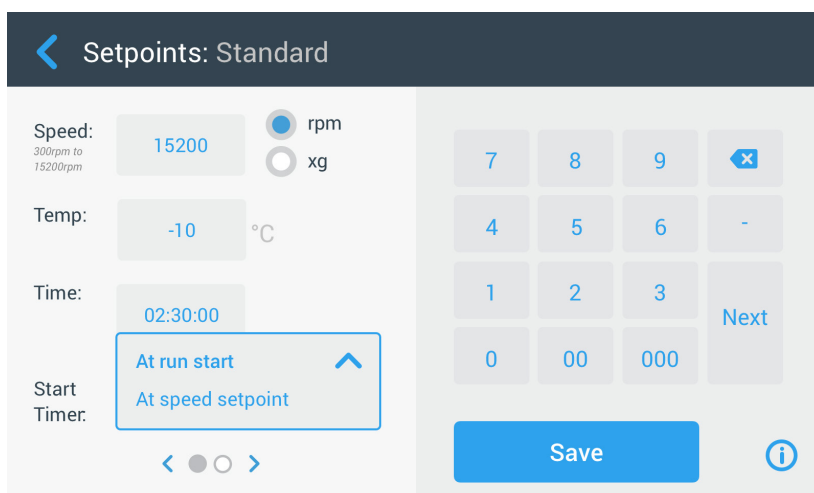 Setpoints: Standard
Speed:
300rpm to
15200rpm
15200
rpm
xg
Temp:
-10
°C
Time:
02:30:00
At run start
At speed setpoint
Start
Timer:
7 8 9
4 5 6 -
1 2 3
Next
0 00 000
Save